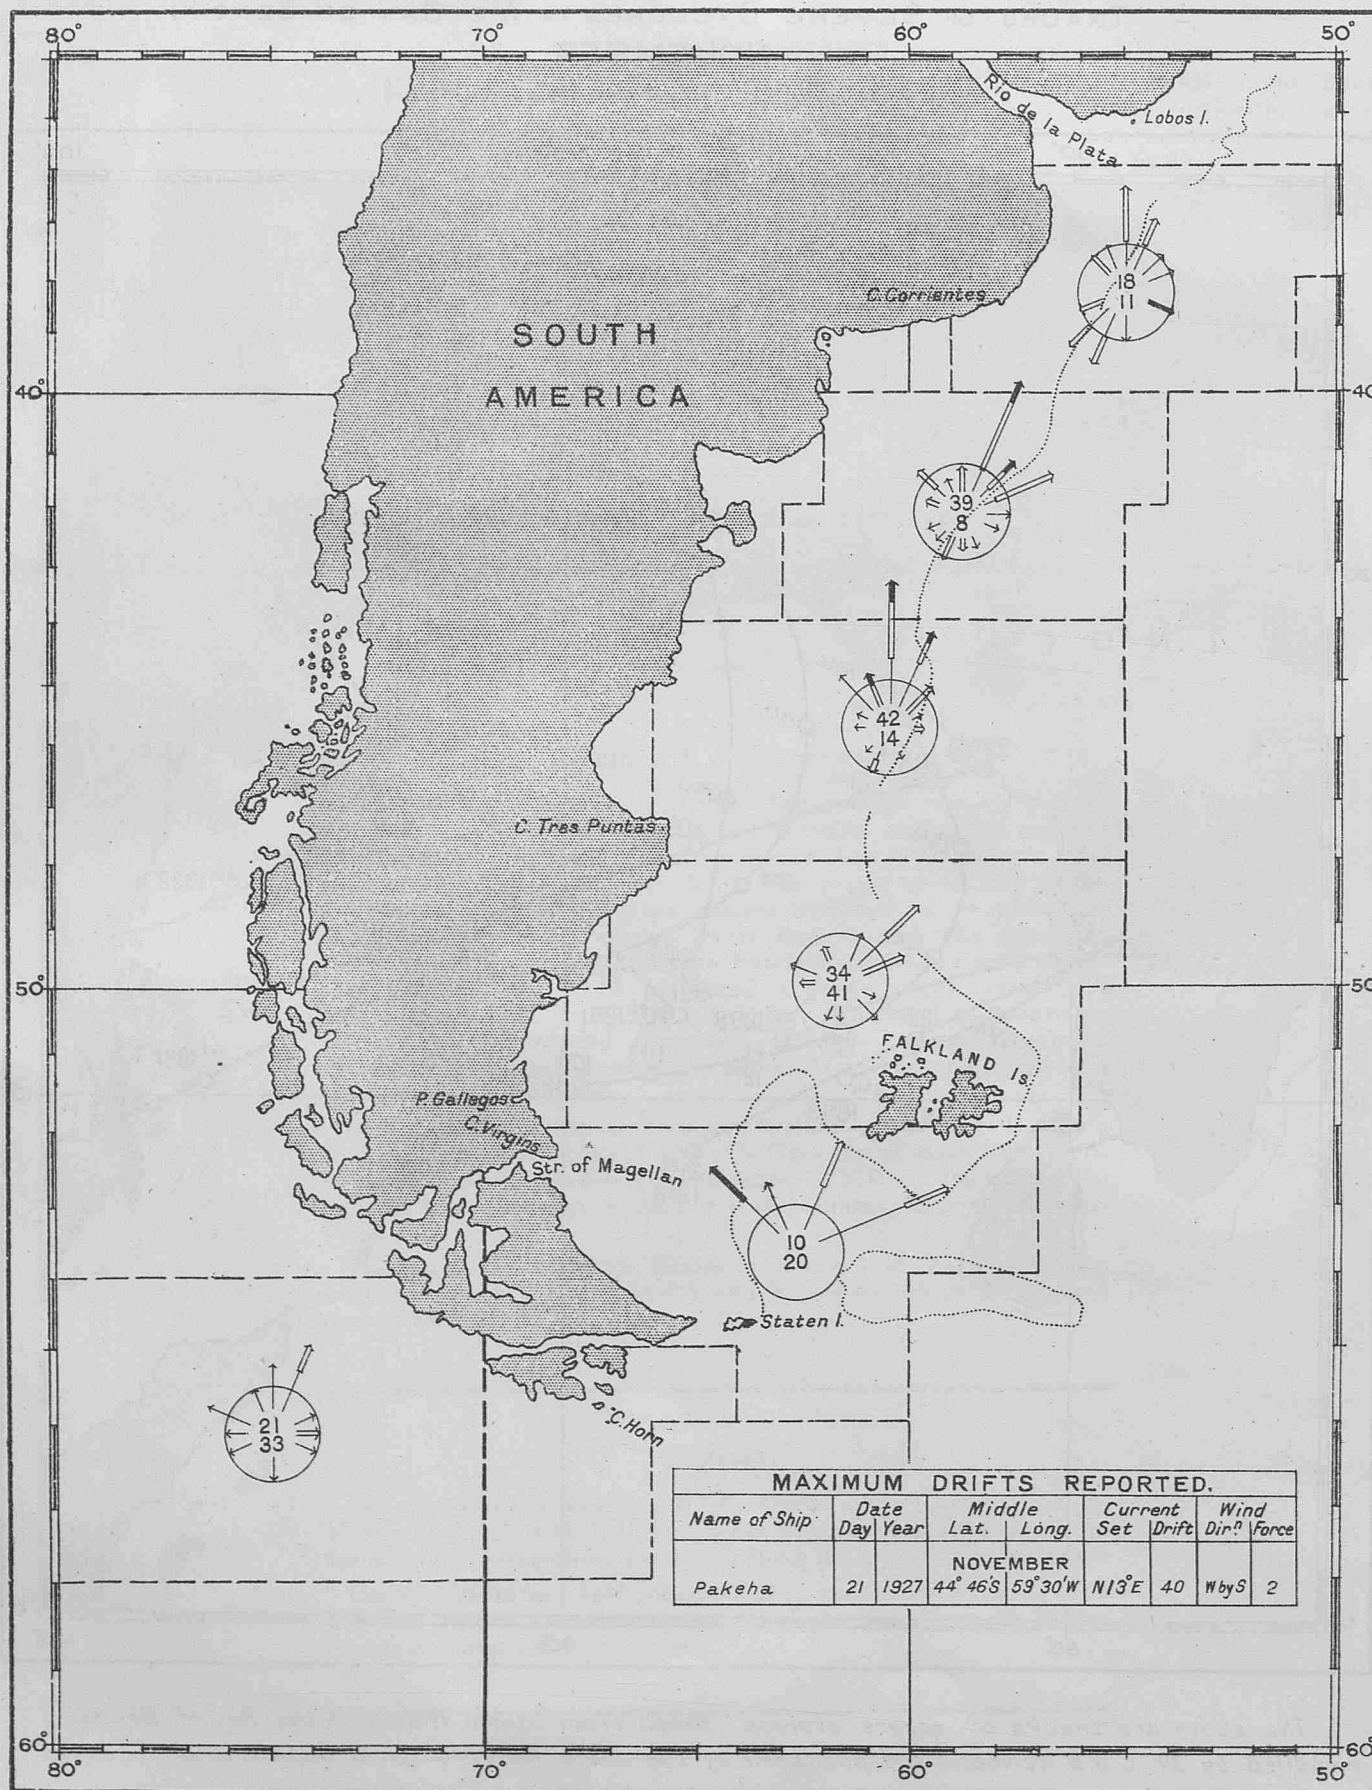 80°
70°
60°
50°
Rio de la Plata
Lobos I.
18
11
C. Corrientes
SOUTH
AMERICA
40°
40
39
8
42
14
C. Tres Puntas
34
41
50°
50
FALKLAND Is.
P. Gallegos
C. Virgins
Str. of Magellan
10
20
Staten I.
C. Horn
21
33
MAXIMUM DRIFTS REPORTED.
Name of Ship Date Middle Current Wind
Day Year Lat. Long. Set Drift Dirn. Force
NOVEMBER
Pakeha 21 1927 44° 46'S 59° 30'W N13°E 40 W by S 2
60°
60°
80°
70°
60°
50°